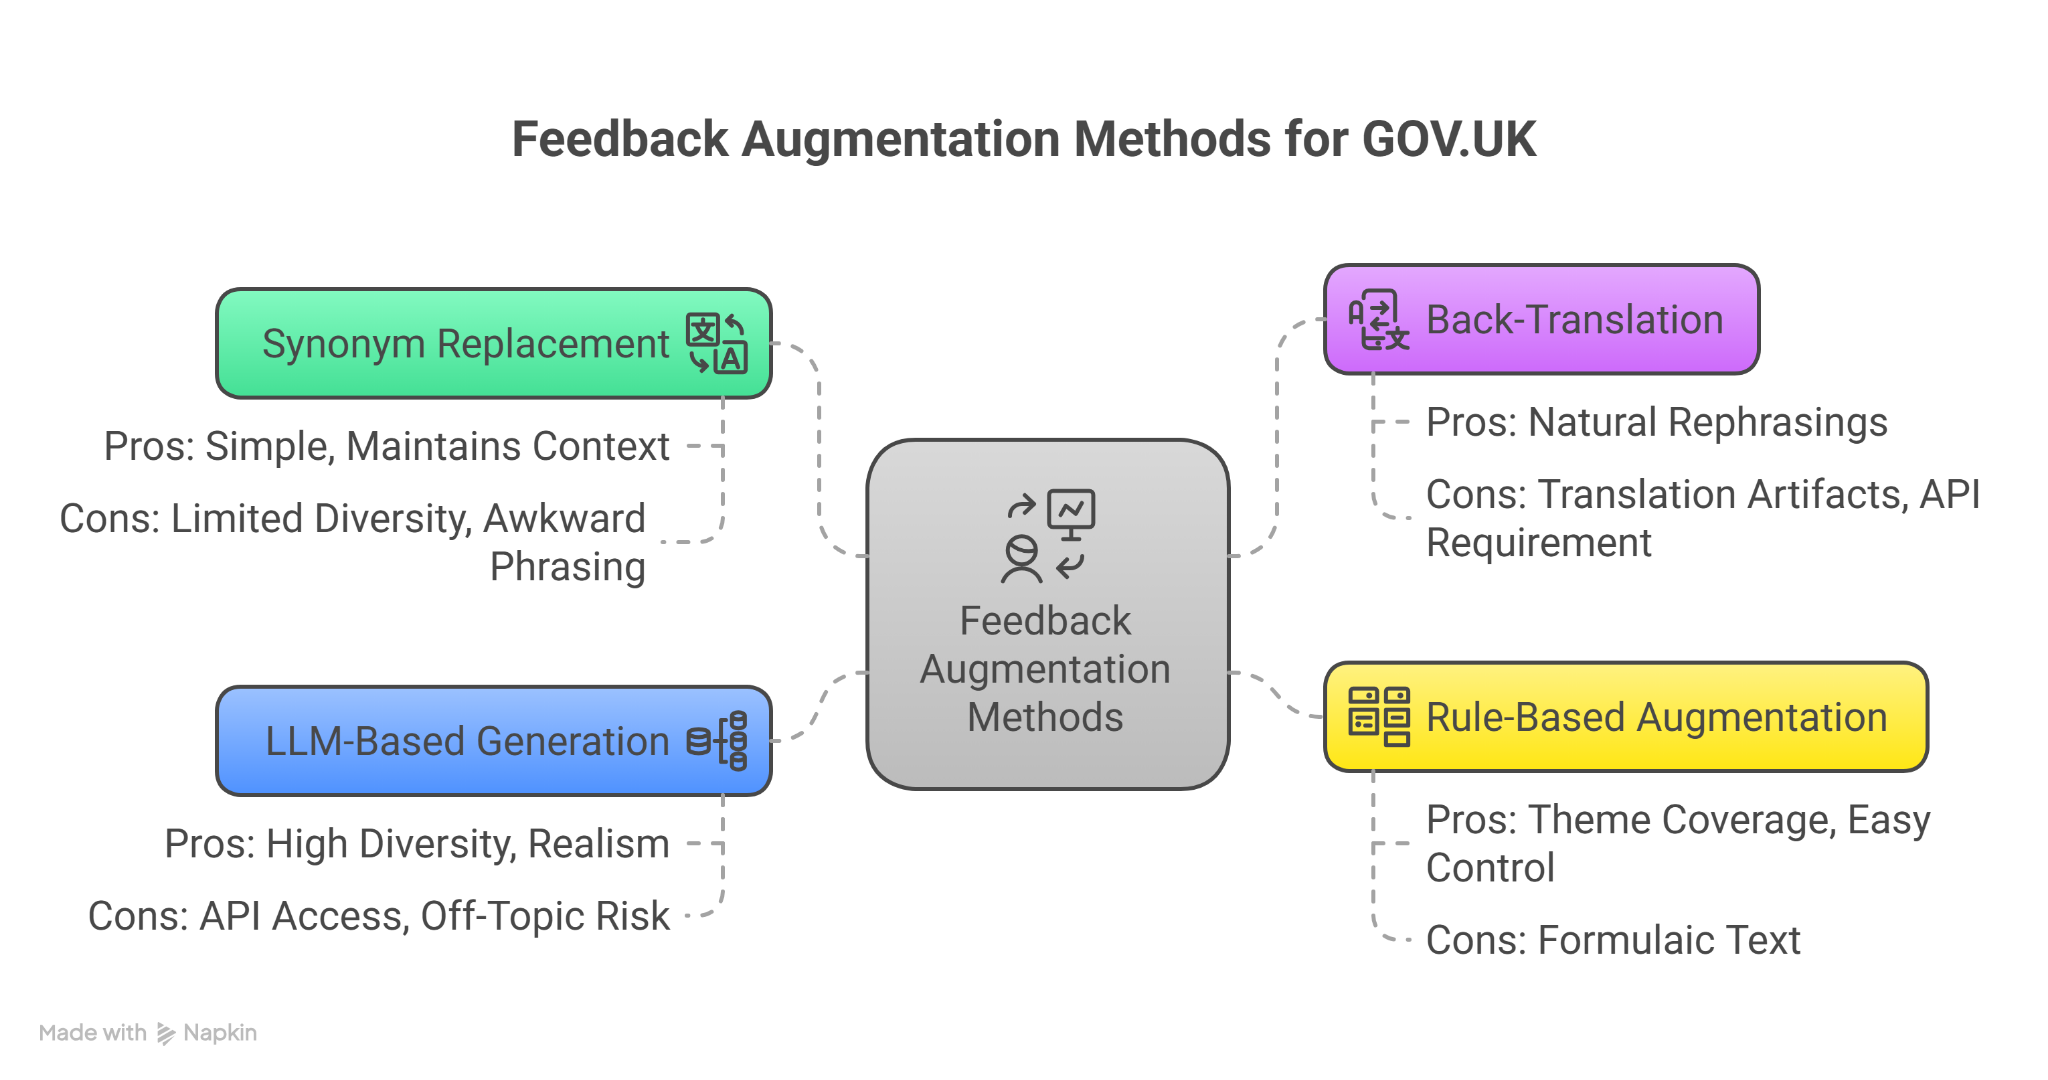 Feedback Augmentation Methods for GOV.UK
Synonym Replacement
文
A
Pros: Simple, Maintains Context
Cons: Limited Diversity, Awkward
Phrasing
LLM-Based Generation
Pros: High Diversity, Realism
Cons: API Access, Off-Topic Risk
Feedback
Augmentation
Methods
A
文
Back-Translation
Pros: Natural Rephrasings
Cons: Translation Artifacts, API
Requirement
Rule-Based Augmentation
Pros: Theme Coverage, Easy
Control
Cons: Formulaic Text
Made with Napkin